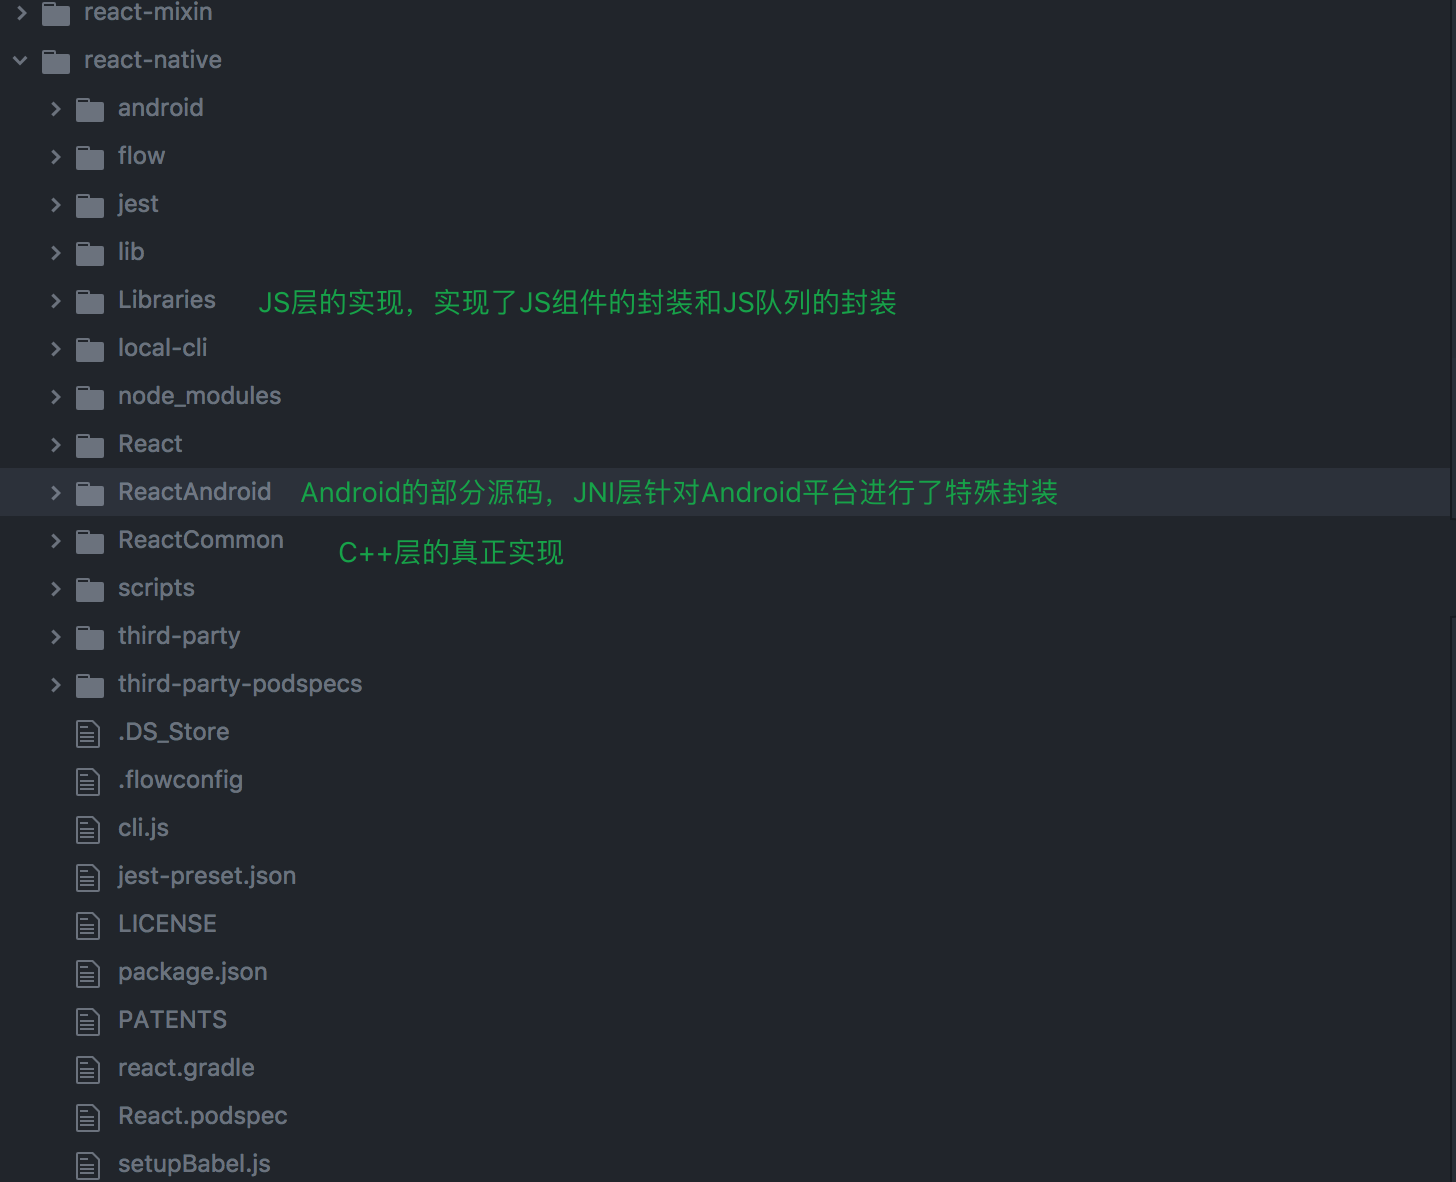 react-mixin
react-native
android
flow
jest
lib
Libraries JS层的实现，实现了JS组件的封装和JS队列的封装
local-cli
node_modules
React
ReactAndroid Android的部分源码，JNI层针对Android平台进行了特殊封装
ReactCommon C++层的真正实现
scripts
third-party
third-party-podspecs
.DS_Store
.flowconfig
cli.js
jest-preset.json
LICENSE
package.json
PATENTS
react.gradle
React.podspec
setupBabel.js